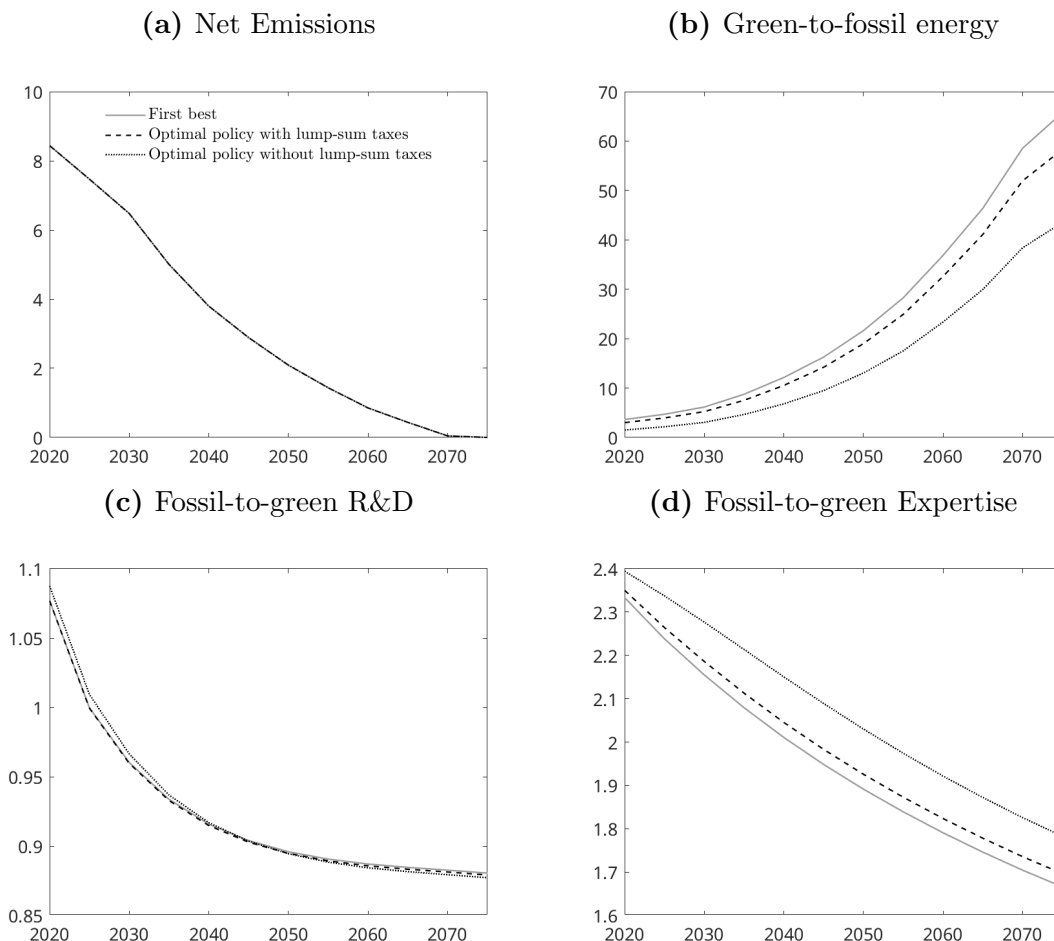 (a) Net Emissions
10
8
6
4
2
0
2020 2030 2040 2050 2060 2070
First best
Optimal policy with lump-sum taxes
Optimal policy without lump-sum taxes
(b) Green-to-fossil energy
70
60
50
40
30
20
10
0
2020 2030 2040 2050 2060 2070
(c) Fossil-to-green R&D
1.1
1.05
1
0.95
0.9
0.85
2020 2030 2040 2050 2060 2070
(d) Fossil-to-green Expertise
2.4
2.3
2.2
2.1
2
1.9
1.8
1.7
1.6
2020 2030 2040 2050 2060 2070